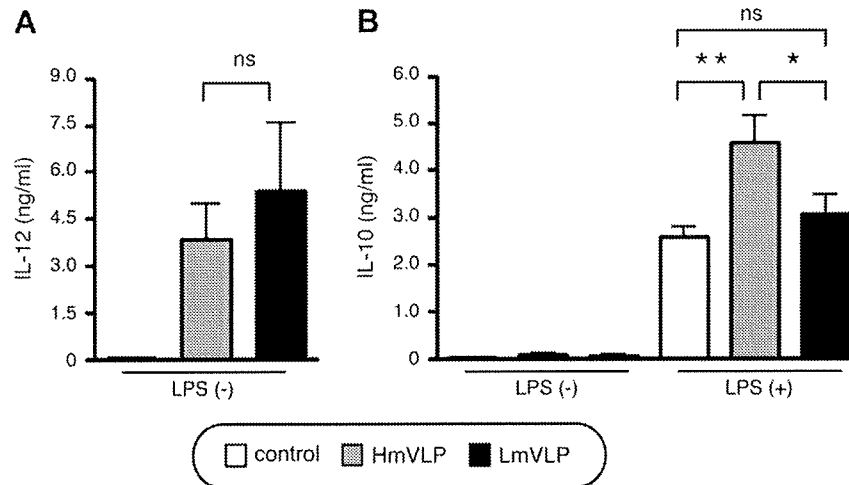 A
ns
9.0
7.5
6.0
4.5
3.0
1.5
0
IL-12 (ng/ml)
LPS (-)
B
ns
** *
6.0
5.0
4.0
3.0
2.0
1.0
0
IL-10 (ng/ml)
LPS (-) LPS (+)
control HmVLP LmVLP